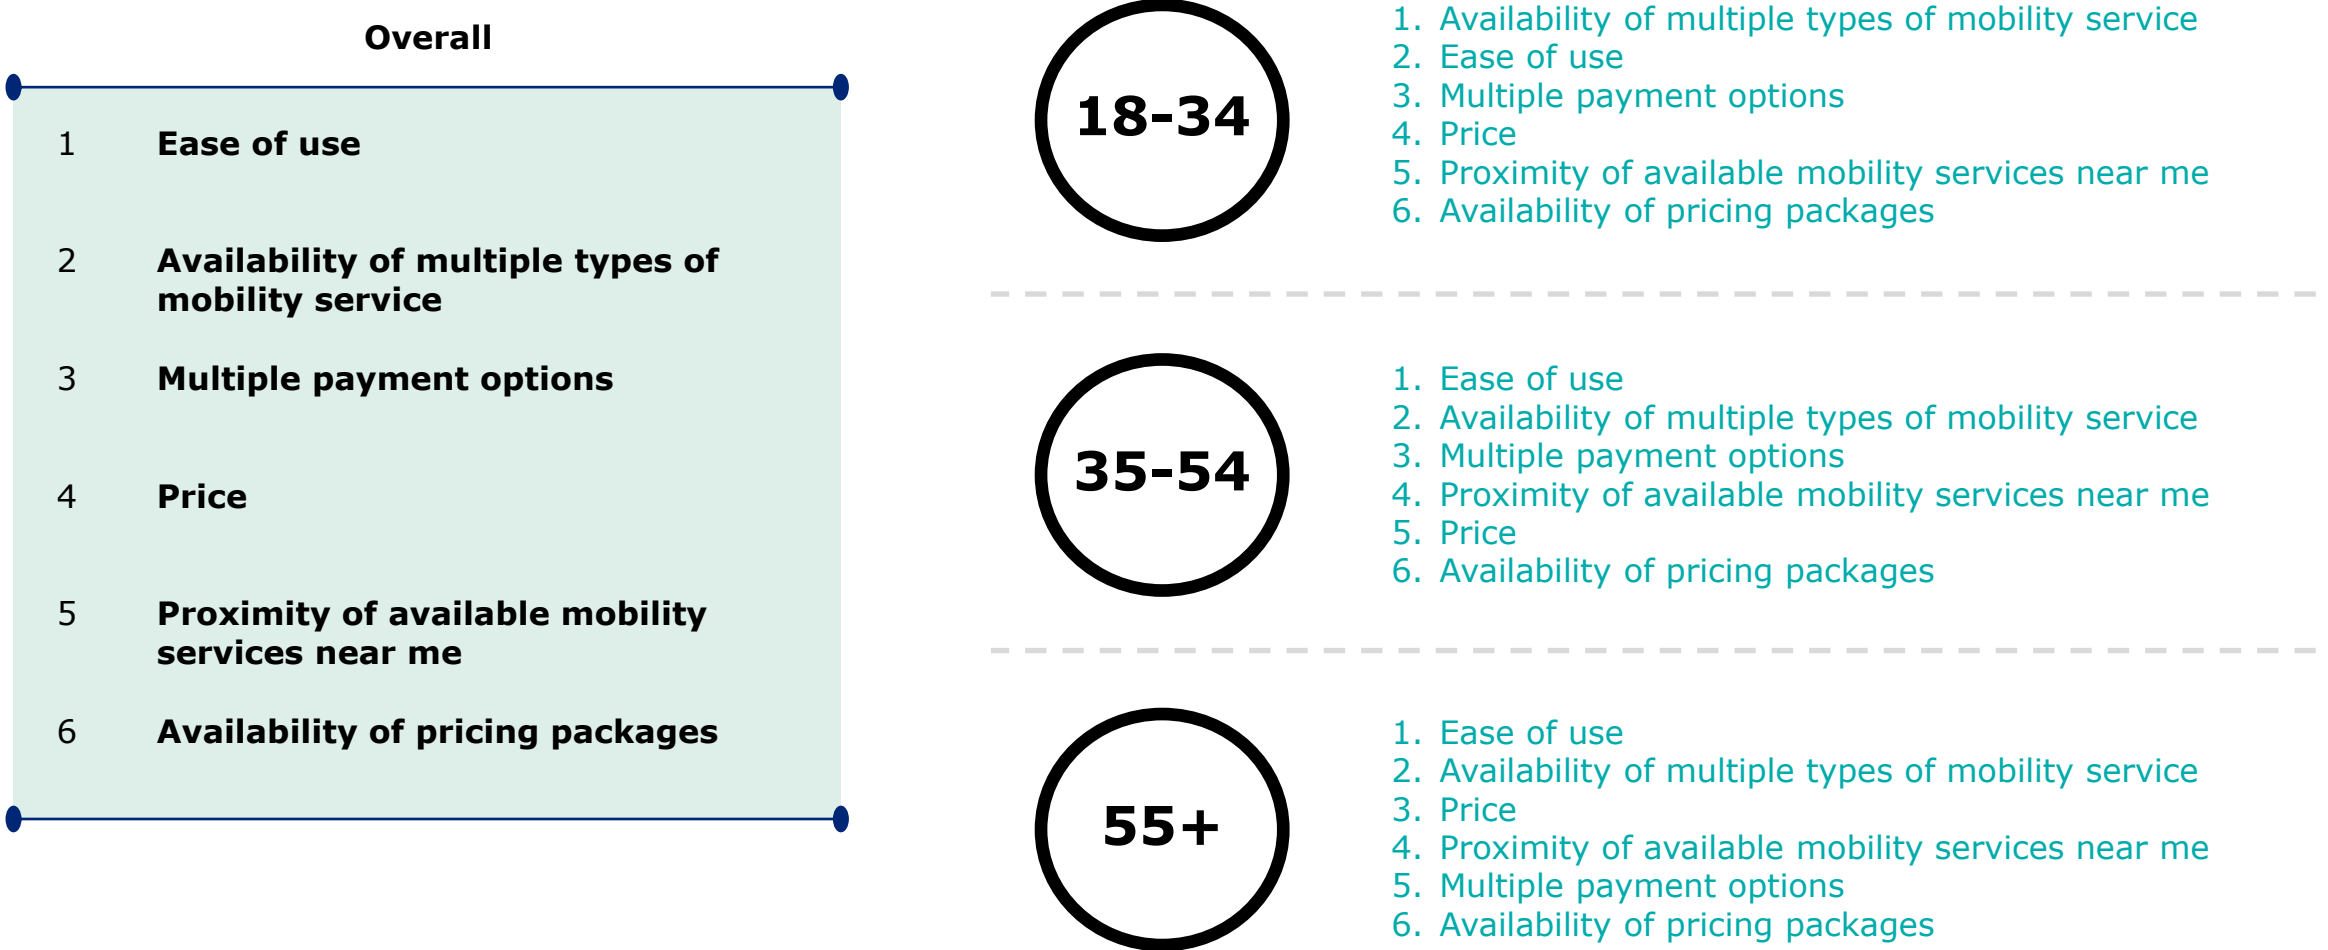 Overall
1 Ease of use
2 Availability of multiple types of
mobility service
3 Multiple payment options
4 Price
5 Proximity of available mobility
services near me
6 Availability of pricing packages
18-34
1. Availability of multiple types of mobility service
2. Ease of use
3. Multiple payment options
4. Price
5. Proximity of available mobility services near me
6. Availability of pricing packages
35-54
1. Ease of use
2. Availability of multiple types of mobility service
3. Multiple payment options
4. Proximity of available mobility services near me
5. Price
6. Availability of pricing packages
55+
1. Ease of use
2. Availability of multiple types of mobility service
3. Price
4. Proximity of available mobility services near me
5. Multiple payment options
6. Availability of pricing packages